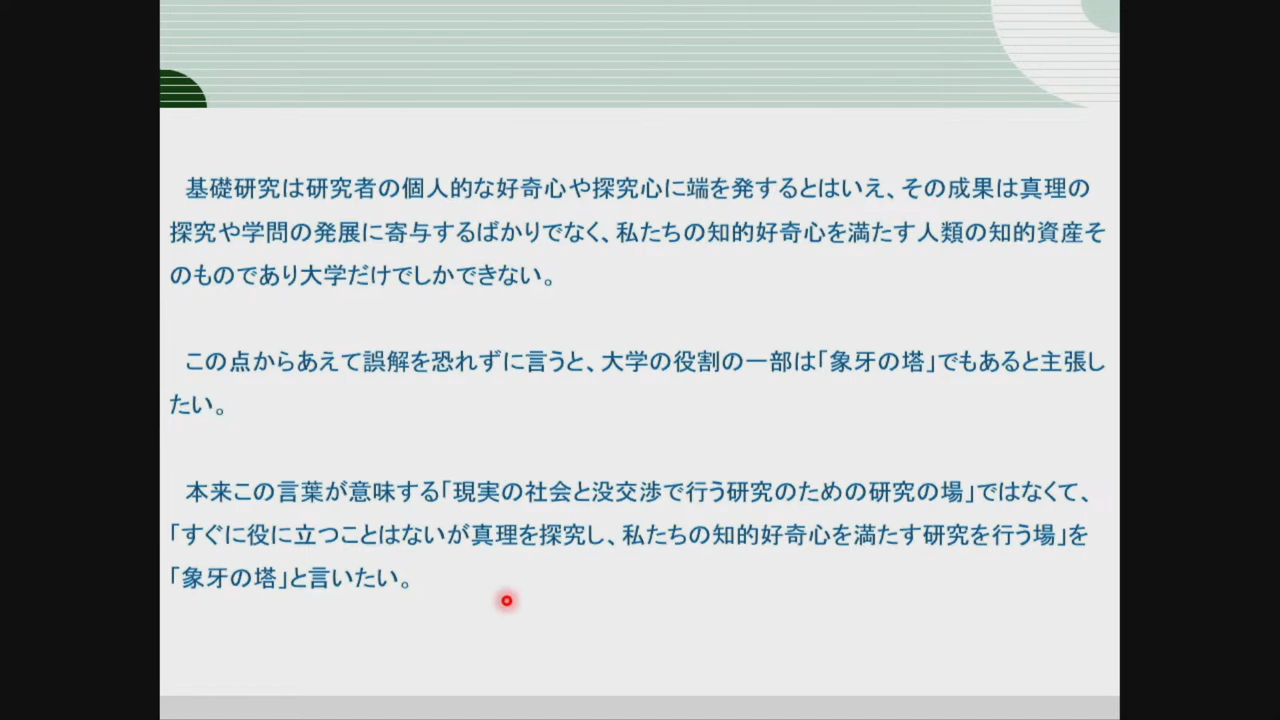 基礎研究は研究者の個人的な好奇心や探究心に端を発するとはいえ、その成果は真理の
探究や学問の発展に寄与するばかりでなく、私たちの知的好奇心を満たす人類の知的資産そ
のものであり大学だけでしかできない。
この点からあえて誤解を恐れずに言うと、大学の役割の一部は「象牙の塔」でもあると主張し
たい。
本来この言葉が意味する「現実の社会と没交渉で行う研究のための研究の場」ではなくて、
「すぐに役に立つことはないが真理を探究し、私たちの知的好奇心を満たす研究を行う場」を
「象牙の塔」と言いたい。